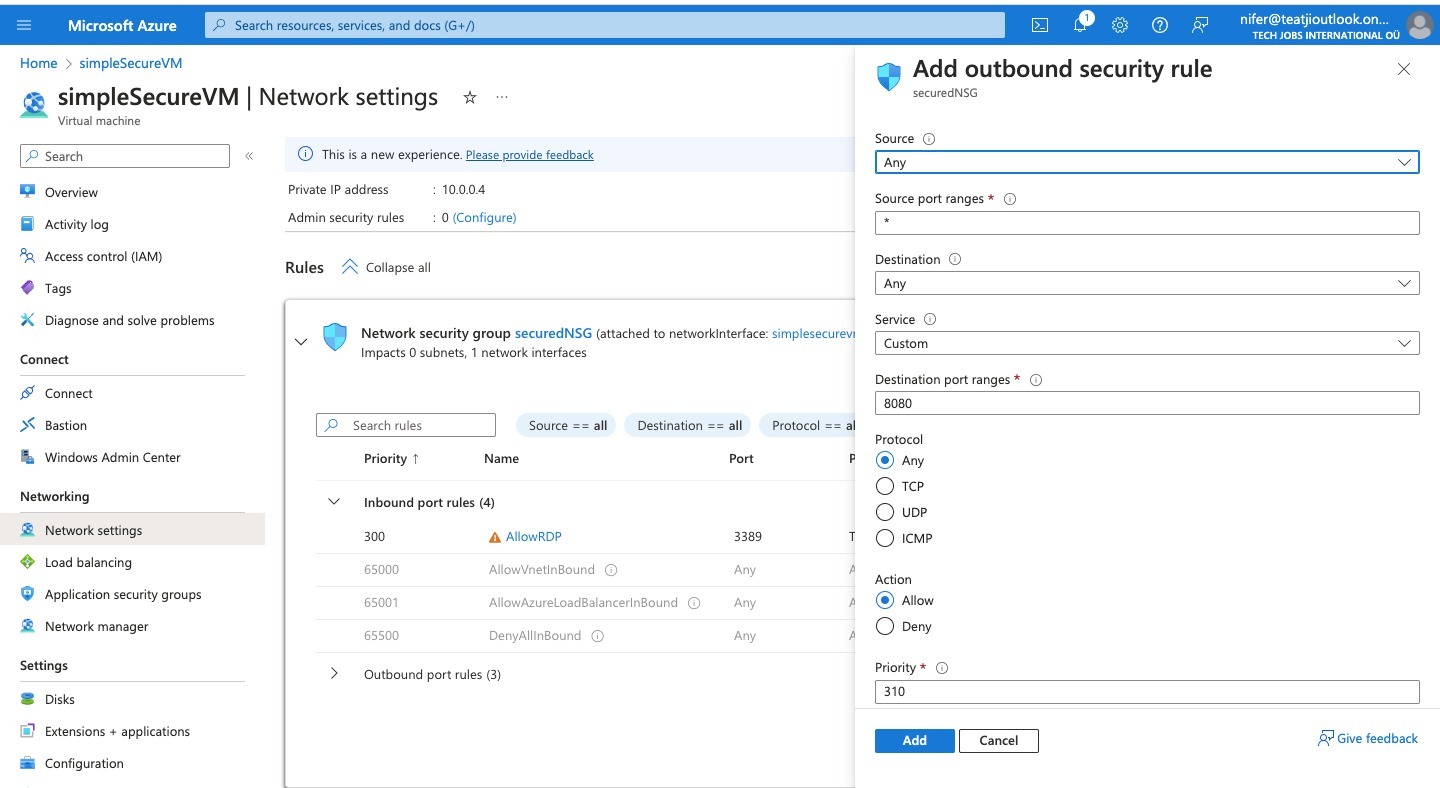 Microsoft Azure
Search resources, services, and docs (G+/)
1
nifer@teatjioutlook.on...
TECH JOBS INTERNATIONAL OÜ
Home > simpleSecureVM
simpleSecureVM | Network settings
Virtual machine
Search
Overview
Activity log
Access control (IAM)
Tags
Diagnose and solve problems
Connect
Connect
Bastion
Windows Admin Center
Networking
Network settings
Load balancing
Application security groups
Network manager
Settings
Disks
Extensions + applications
Configuration
This is a new experience. Please provide feedback
Private IP address : 10.0.0.4
Admin security rules : 0 (Configure)
Rules Collapse all
Network security group securedNSG (attached to networkInterface: simplesecurevm
Impacts 0 subnets, 1 network interfaces
Search rules Source == all Destination == all Protocol == al
Priority ↑ Name Port P
Inbound port rules (4)
300 AllowRDP 3389 T
65000 AllowVnetInBound Any A
65001 AllowAzureLoadBalancerInBound Any A
65500 DenyAllInBound Any A
Outbound port rules (3)
Add outbound security rule
securedNSG
Source
Any
Source port ranges *
*
Destination
Any
Service
Custom
Destination port ranges *
8080
Protocol
Any
TCP
UDP
ICMP
Action
Allow
Deny
Priority *
310
Add Cancel Give feedback